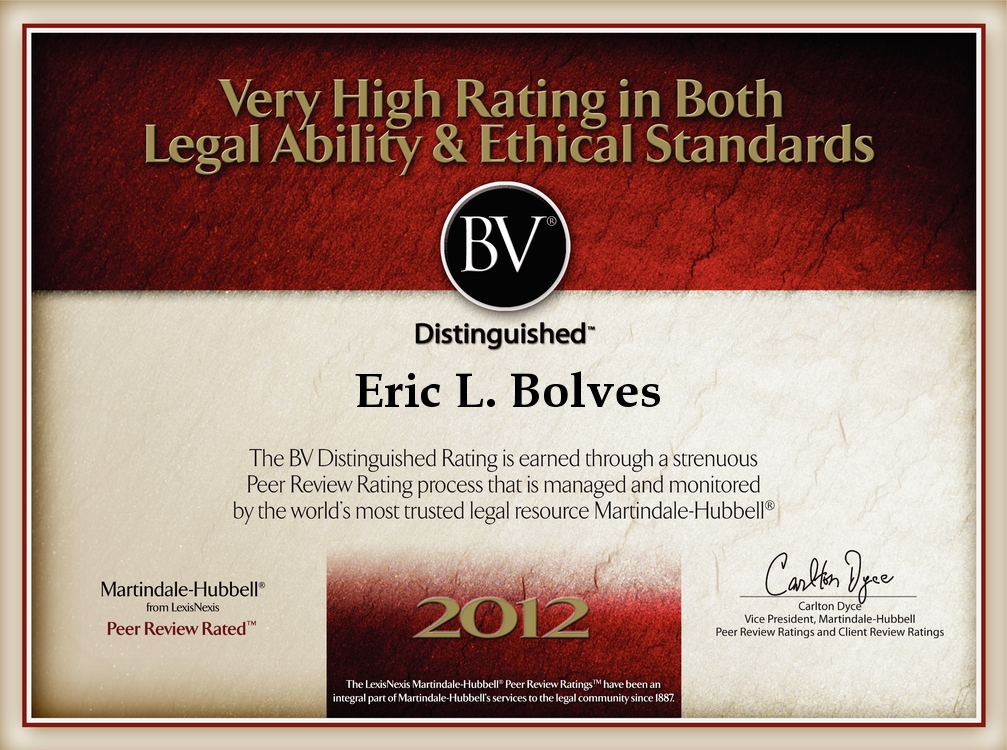 Very High Rating in Both
Legal Ability & Ethical Standards
BV®
Distinguished™
Eric L. Bolves
The BV Distinguished Rating is earned through a strenuous
Peer Review Rating process that is managed and monitored
by the world's most trusted legal resource Martindale-Hubbell®
Martindale-Hubbell®
from LexisNexis
Peer Review Rated™
2012
The LexisNexis Martindale-Hubbell® Peer Review Ratings™ have been an
integral part of Martindale-Hubbell's services to the legal community since 1887.
Carlton Dyce
Carlton Dyce
Vice President, Martindale-Hubbell
Peer Review Ratings and Client Review Ratings